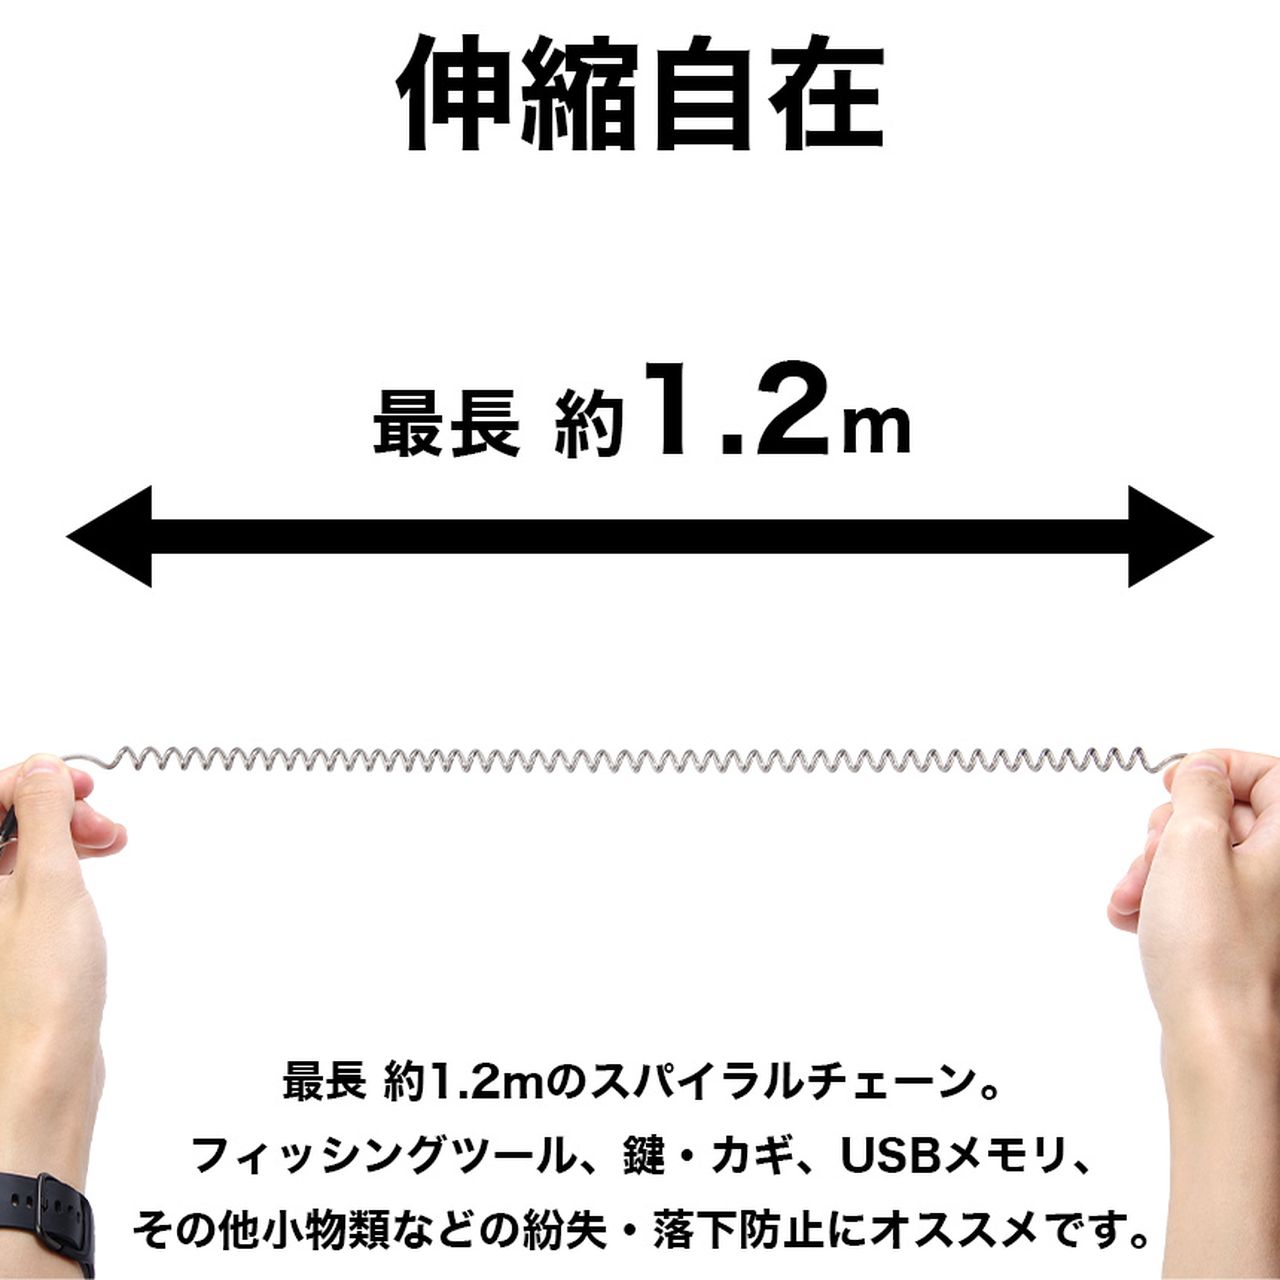 伸縮自在
最長 約1.2m
最長 約1.2mのスパイラルチェーン。
フィッシングツール、鍵・カギ、USBメモリ、
その他小物類などの紛失・落下防止にオススメです。